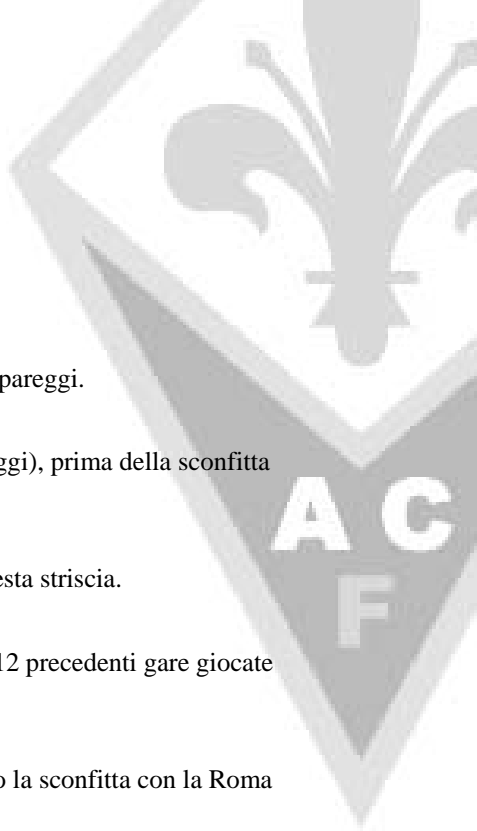 pareggi.
ggi), prima della sconfitta
esta striscia.
12 precedenti gare giocate
o la sconfitta con la Roma
A C
F